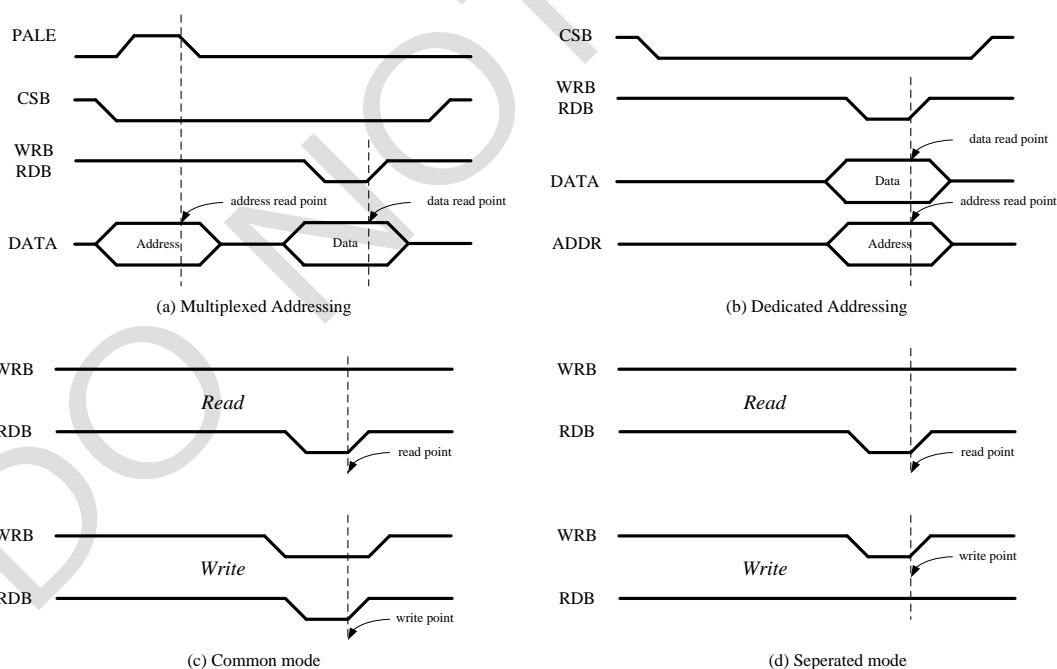 PALE
CSB
WRB
RDB
address read point
data read point
DATA
Address
Data
(a) Multiplexed Addressing
CSB
WRB
RDB
data read point
DATA
Data
address read point
ADDR
Address
(b) Dedicated Addressing
WRB
Read
RDB
read point
WRB
Write
RDB
write point
(c) Common mode
WRB
Read
RDB
read point
WRB
write point
Write
RDB
(d) Seperated mode
DO NOT